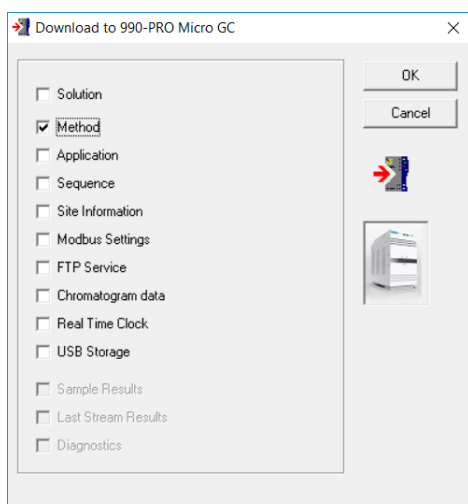 Download to 990-PRO Micro GC
OK
Cancel
Solution
Method
Application
Sequence
Site Information
Modbus Settings
FTP Service
Chromatogram data
Real Time Clock
USB Storage
Sample Results
Last Stream Results
Diagnostics